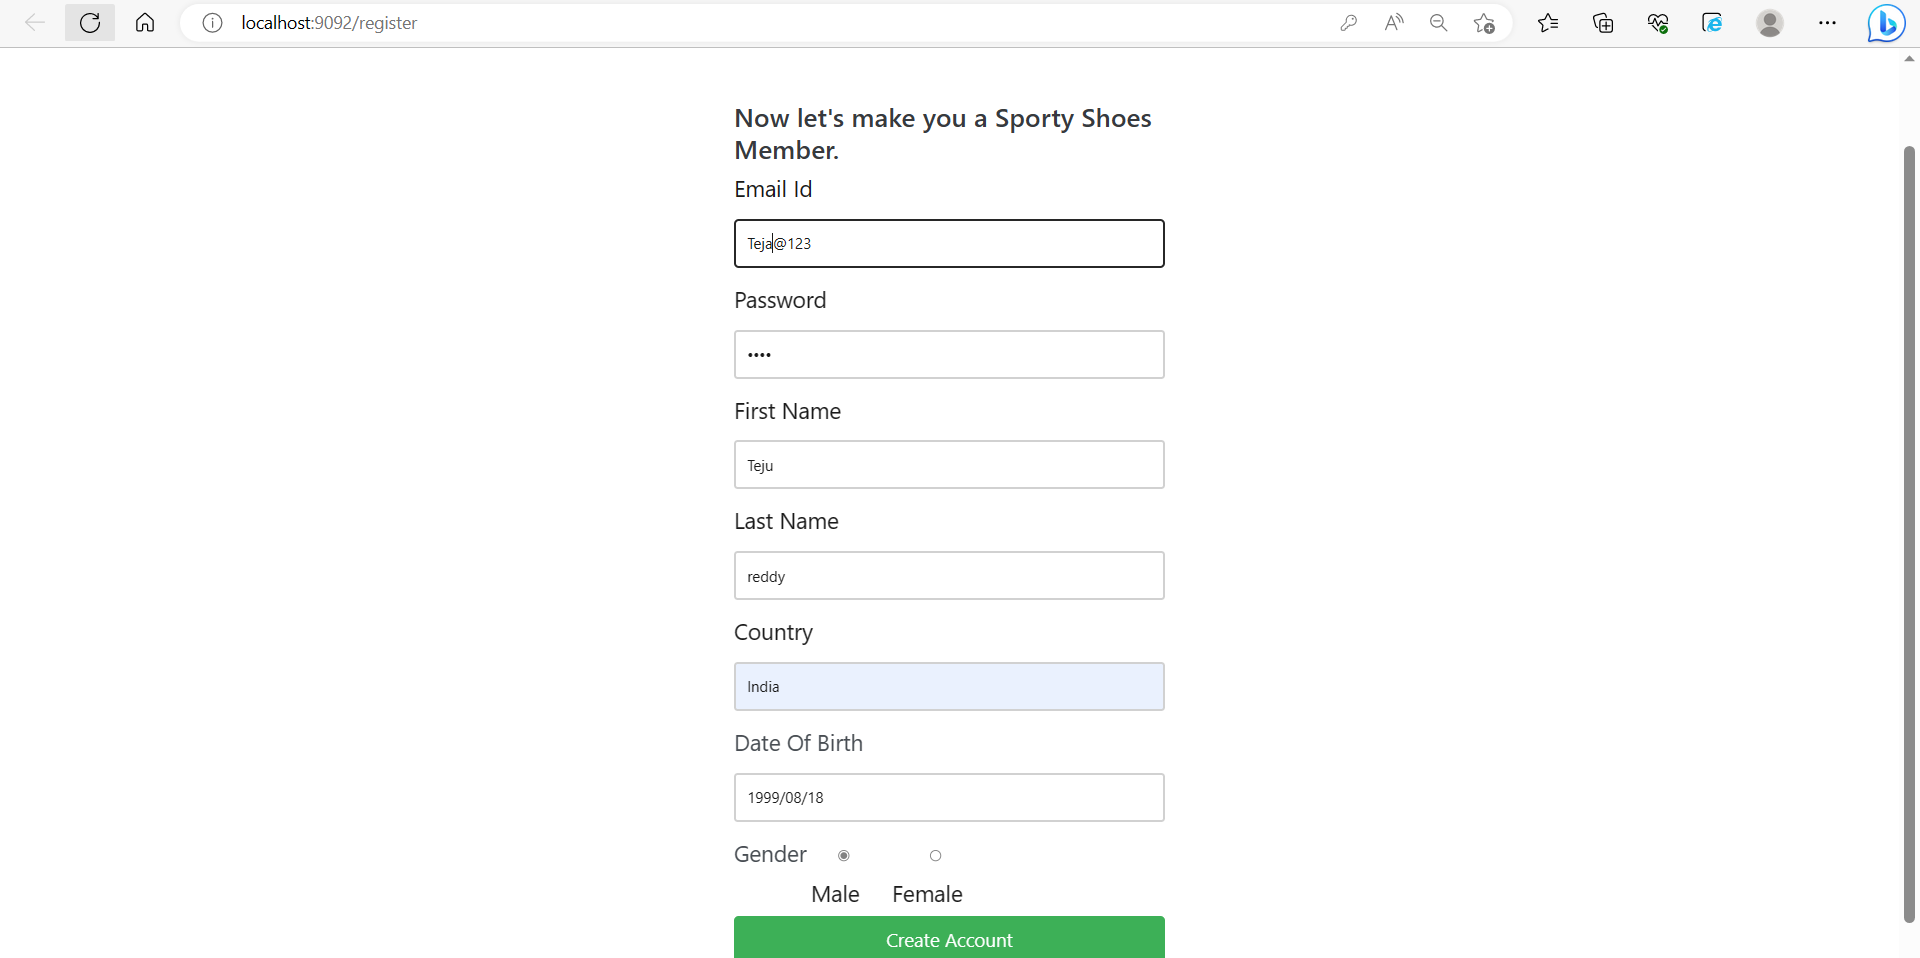 localhost:9092/register
Now let's make you a Sporty Shoes
Member.
Email Id
Teja@123
Password
••••
First Name
Teju
Last Name
reddy
Country
India
Date Of Birth
1999/08/18
Gender
Male Female
Create Account